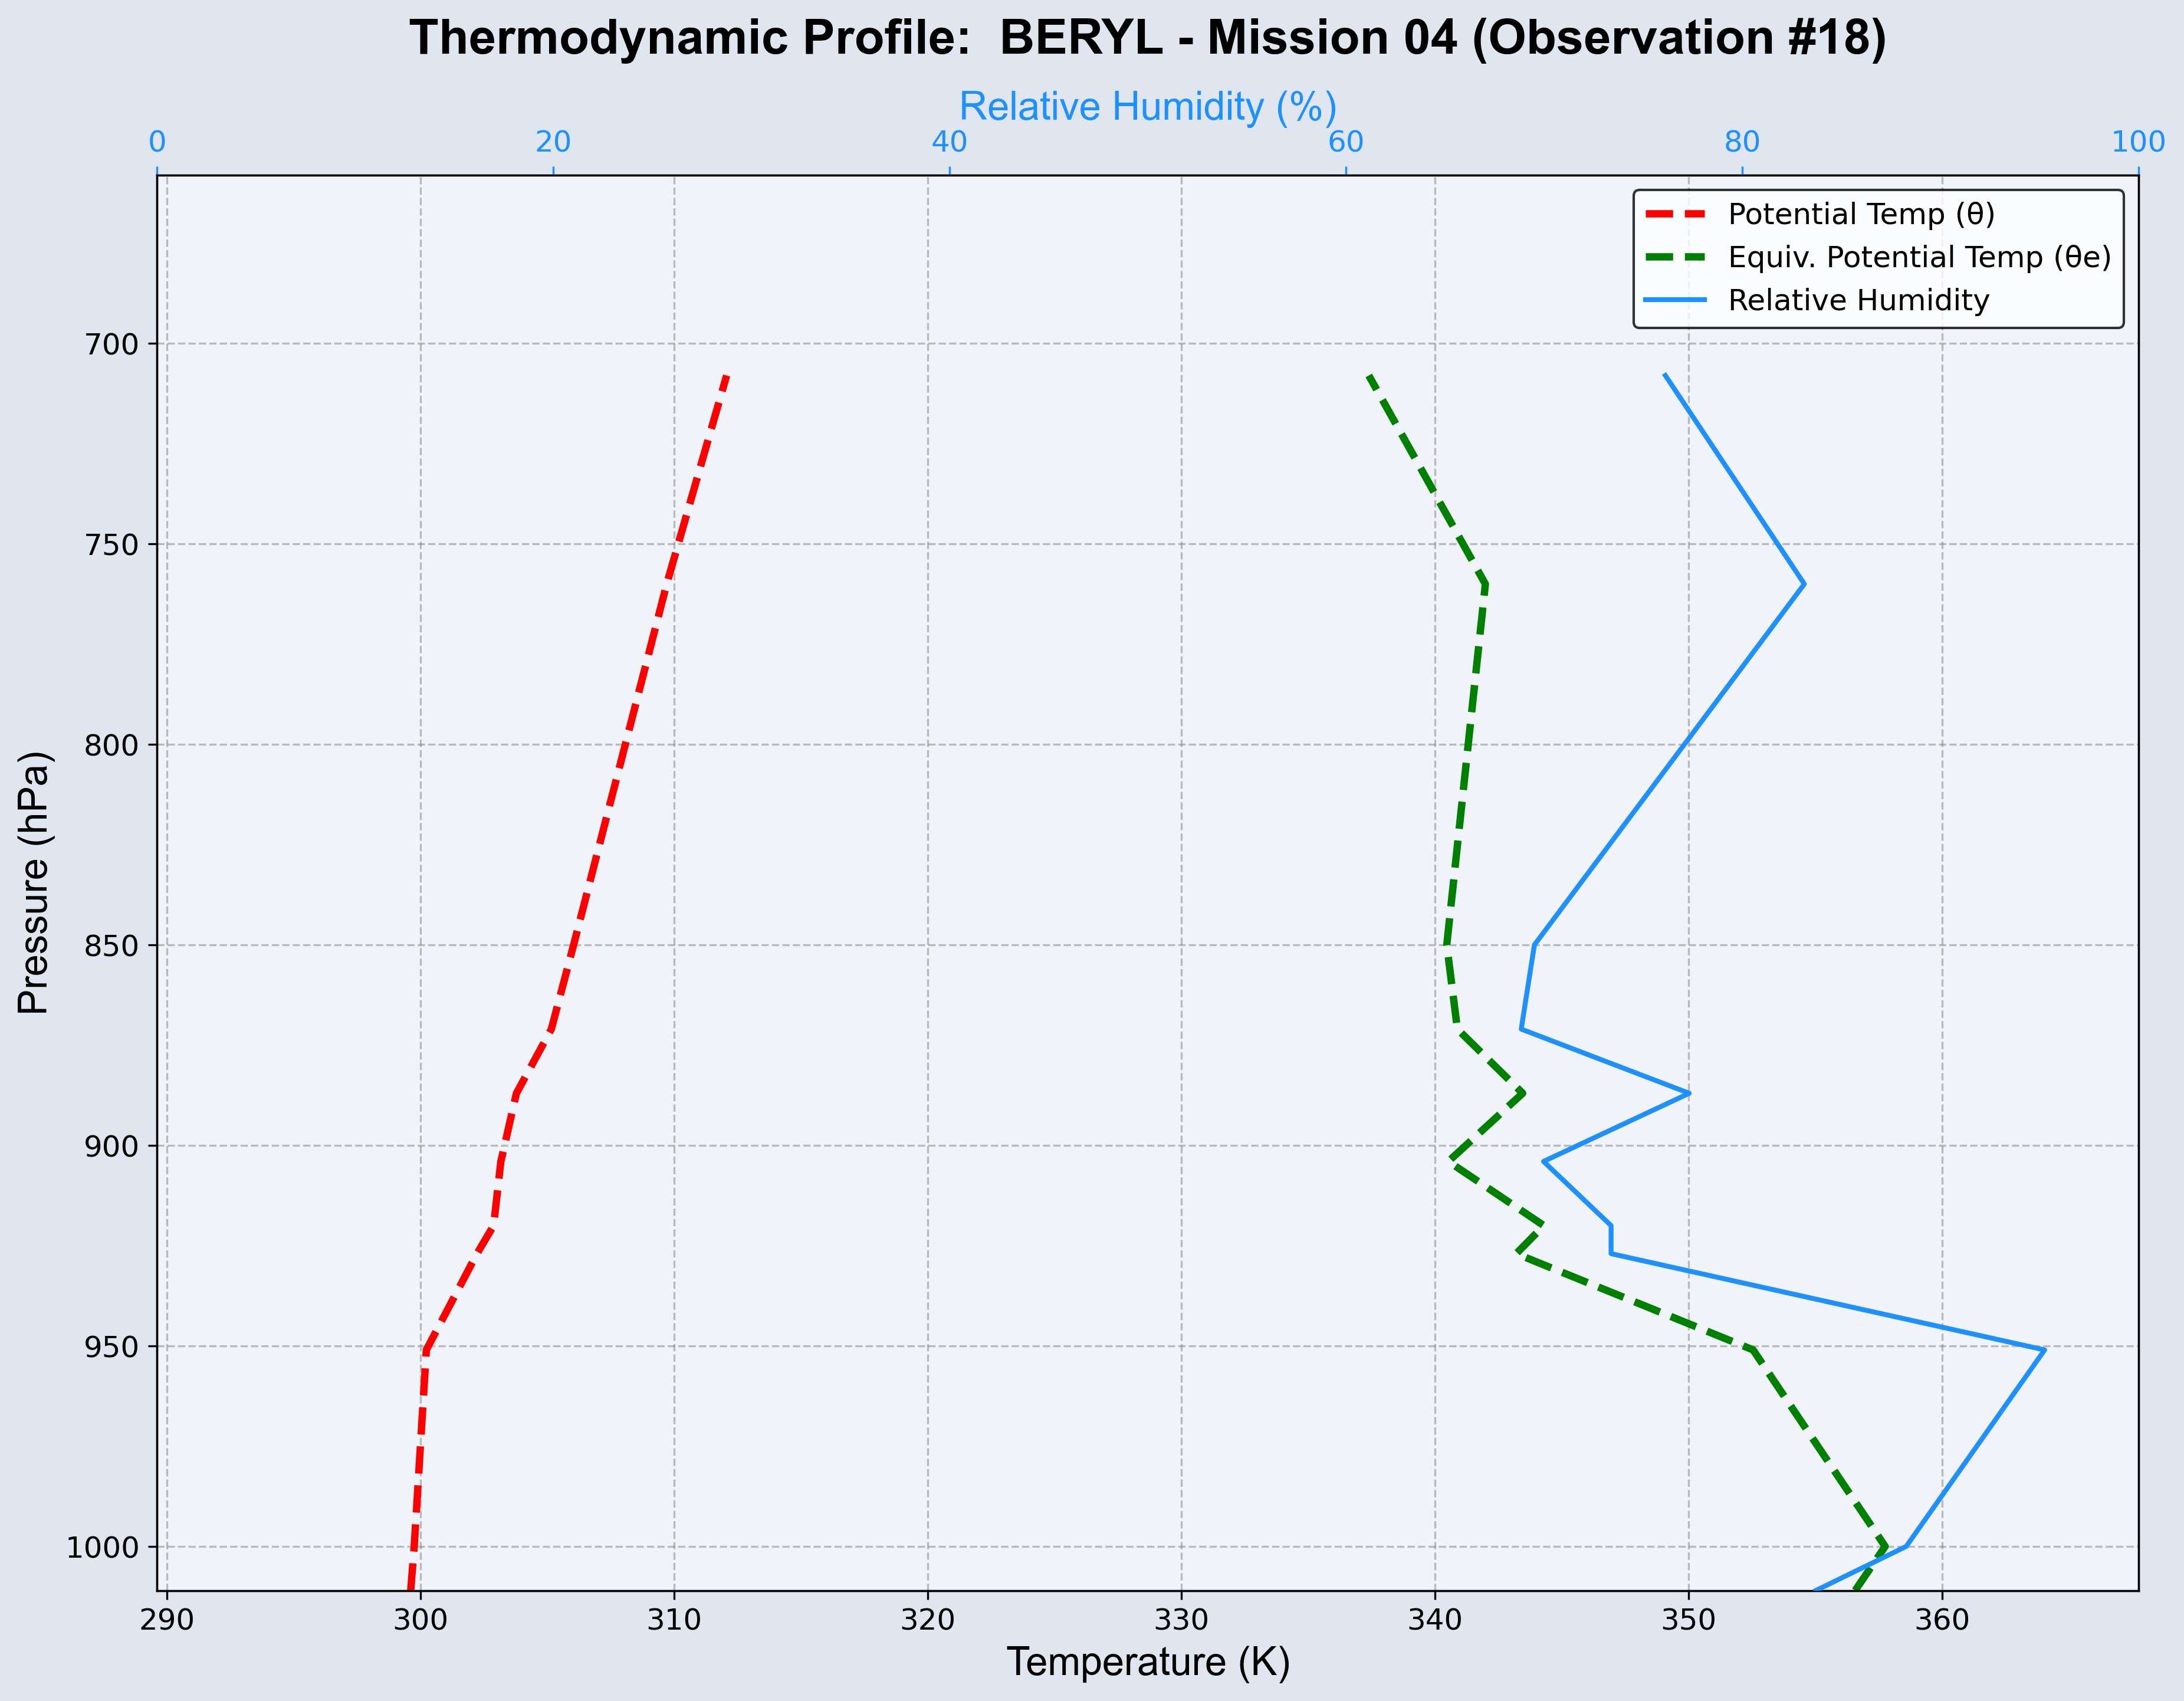 Thermodynamic Profile:  BERYL - Mission 04 (Observation #18)
Relative Humidity (%)
0 20 40 60 80 100
Potential Temp (θ)
Equiv. Potential Temp (θe)
Relative Humidity
Pressure (hPa)
700
750
800
850
900
950
1000
290 300 310 320 330 340 350 360
Temperature (K)